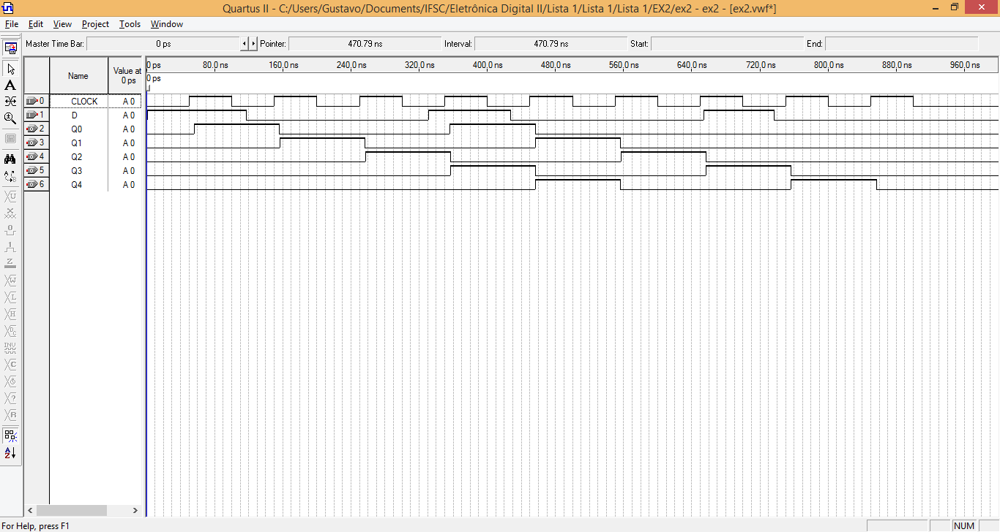 Quartus II - C:/Users/Gustavo/Documents/IFSC/Eletrônica Digital II/Lista 1/Lista 1/Lista 1/EX2/ex2 - ex2 - [ex2.vwf*]
File Edit View Project Tools Window
Master Time Bar: 0 ps Pointer: 470.79 ns Interval: 470.79 ns Start: End:
Name Value at 0 ps
0 ps 80.0 ns 160.0 ns 240.0 ns 320.0 ns 400.0 ns 480.0 ns 560.0 ns 640.0 ns 720.0 ns 800.0 ns 880.0 ns 960.0 ns
0 ps
0 CLOCK A 0
1 D A 0
2 Q0 A 0
3 Q1 A 0
4 Q2 A 0
5 Q3 A 0
6 Q4 A 0
For Help, press F1 NUM